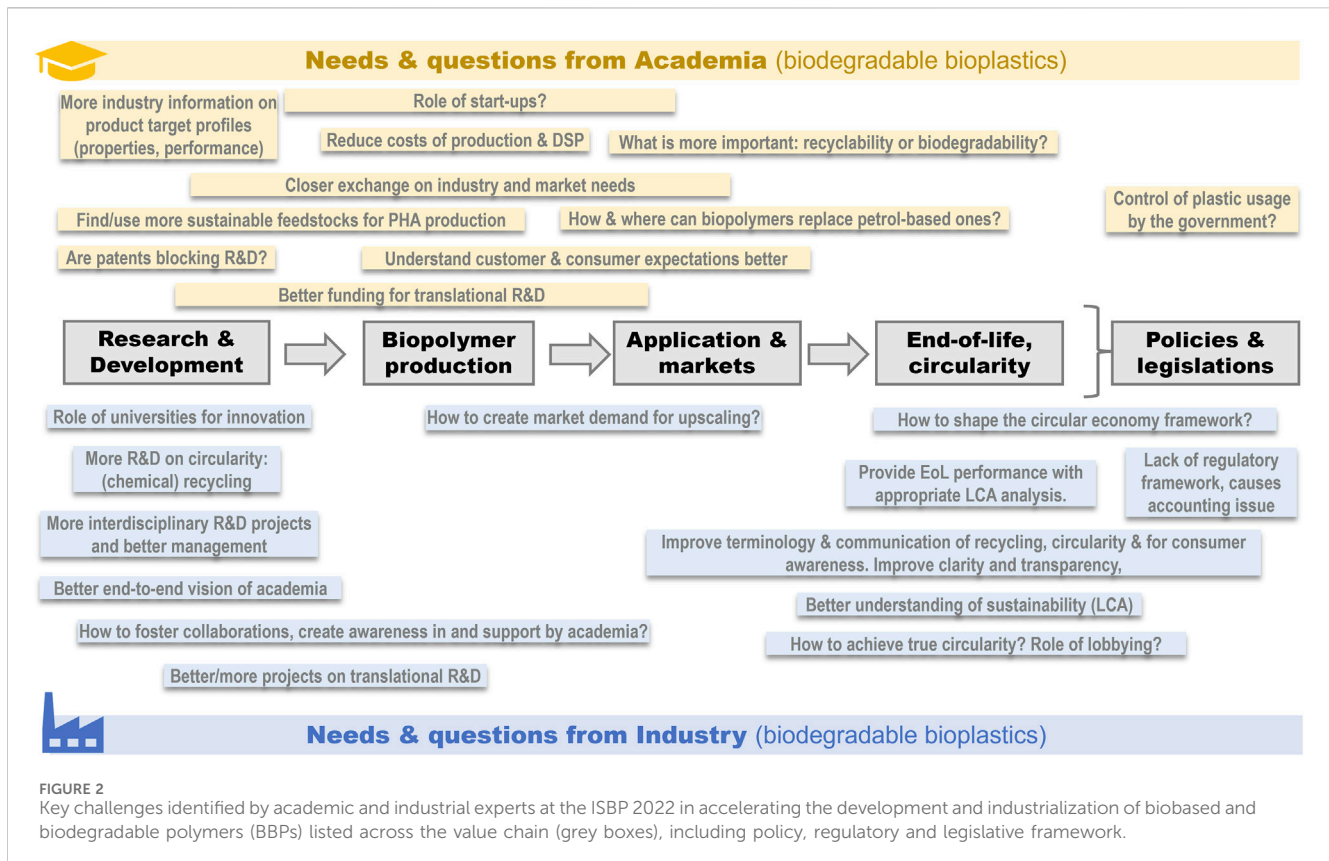 Needs & questions from Academia (biodegradable bioplastics)
More industry information on
product target profiles
(properties, performance)
Role of start-ups?
Reduce costs of production & DSP
What is more important: recyclability or biodegradability?
Closer exchange on industry and market needs
Control of plastic usage
by the government?
Find/use more sustainable feedstocks for PHA production
How & where can biopolymers replace petrol-based ones?
Are patents blocking R&D?
Understand customer & consumer expectations better
Better funding for translational R&D
Research &
Development
Biopolymer
production
Application &
markets
End-of-life,
circularity
Policies &
legislations
Role of universities for innovation
How to create market demand for upscaling?
How to shape the circular economy framework?
More R&D on circularity:
(chemical) recycling
Provide EoL performance with
appropriate LCA analysis.
Lack of regulatory
framework, causes
accounting issue
More interdisciplinary R&D projects
and better management
Improve terminology & communication of recycling, circularity & for consumer
awareness. Improve clarity and transparency,
Better end-to-end vision of academia
Better understanding of sustainability (LCA)
How to foster collaborations, create awareness in and support by academia?
How to achieve true circularity? Role of lobbying?
Better/more projects on translational R&D
Needs & questions from Industry (biodegradable bioplastics)
FIGURE 2
Key challenges identified by academic and industrial experts at the ISBP 2022 in accelerating the development and industrialization of biobased and
biodegradable polymers (BBPs) listed across the value chain (grey boxes), including policy, regulatory and legislative framework.